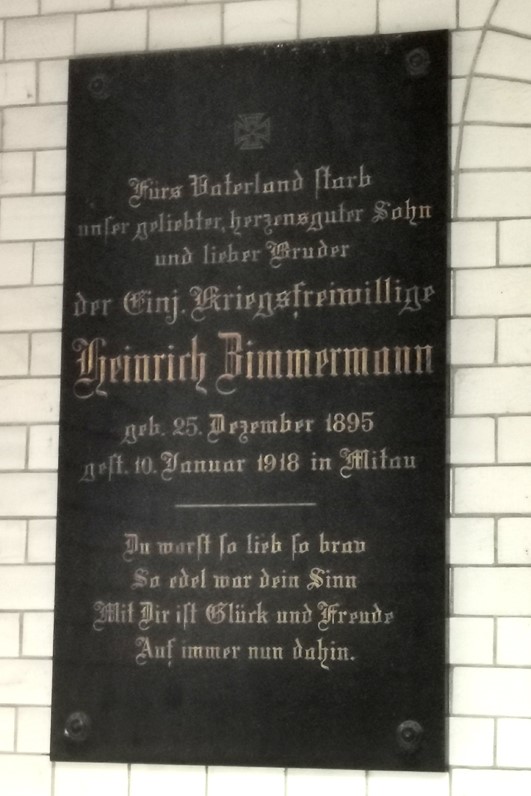 Fürs Vaterland starb
unser geliebter, herzensguter Sohn
und lieber Bruder
der Einj. Kriegsfreiwillige
Heinrich Zimmermann
geb. 25. Dezember 1895
gest. 10. Januar 1918 in Mitau
Du warst so lieb so brav
So edel war dein Sinn
Mit Dir ist Glück und Freude
Auf immer nun dahin.